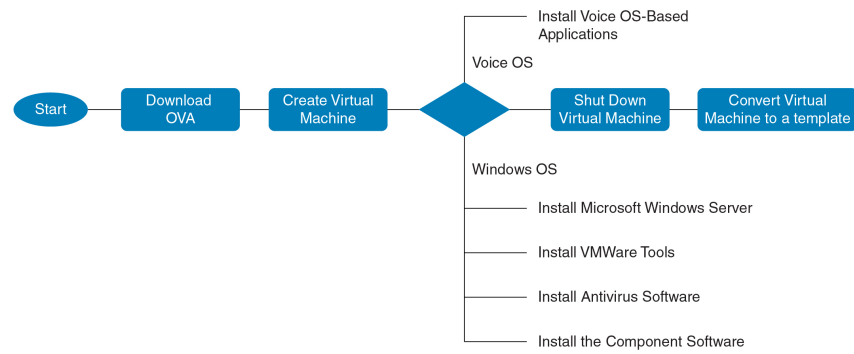 Install Voice OS-Based
Applications
Voice OS
Start
Download
OVA
Create Virtual
Machine
Shut Down
Virtual Machine
Convert Virtual
Machine to a template
Windows OS
Install Microsoft Windows Server
Install VMWare Tools
Install Antivirus Software
Install the Component Software